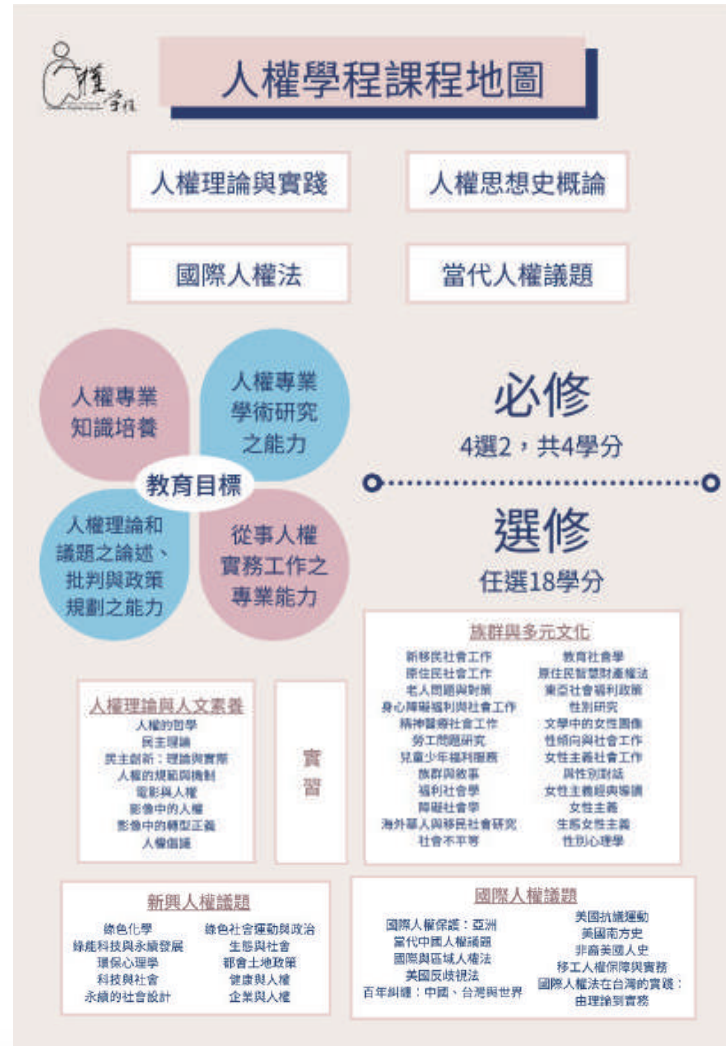 權
學程
人權學程課程地圖
人權理論與實踐
人權思想史概論
國際人權法
當代人權議題
人權專業
知識培養
人權專業
學術研究
之能力
教育目標
人權理論和
議題之論述、
批判與政策
規劃之能力
從事人權
實務工作之
專業能力
必修
4選2，共4學分
選修
任選18學分
族群與多元文化
新移民社會工作
原住民社會工作
老人問題與對策
身心障礙福利與社會工作
精神醫療社會工作
勞工問題研究
兒童少年福利服務
族群與敘事
福利社會學
障礙社會學
海外華人與移民社會研究
社會不平等
教育社會學
原住民智慧財產權法
東亞社會福利政策
性別研究
文學中的女性圖像
性傾向與社會工作
女性主義社會工作
與性別對話
女性主義經典導讀
女性主義
生態女性主義
性別心理學
人權理論與人文素養
人權的哲學
民主理論
民主創新：理論與實際
人權的規範與機制
電影與人權
影像中的人權
影像中的轉型正義
人權倡議
實
習
新興人權議題
綠色化學
綠能科技與永續發展
環保心理學
科技與社會
永續的社會設計
綠色社會運動與政治
生態與社會
都會土地政策
健康與人權
企業與人權
國際人權議題
國際人權保護：亞洲
當代中國人權議題
國際與區域人權法
美國反歧視法
百年糾纏：中國、台灣與世界
美國抗議運動
美國南方史
非裔美國人史
移工人權保障與實務
國際人權法在台灣的實踐：
由理論到實務